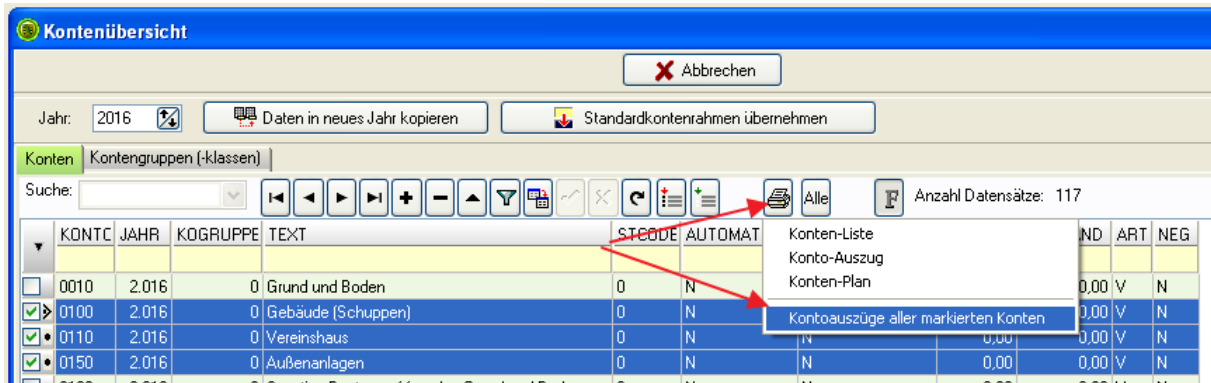 Kontenübersicht
Abbrechen
Jahr: 2016 Daten in neues Jahr kopieren Standardkontenrahmen übernehmen
Konten Kontengruppen (-klassen)
Suche: Alle F Anzahl Datensätze: 117
KONTO JAHR KOGRUPPE TEXT STCODE AUTOMAT ND ART NEG
Konten-Liste
Konto-Auszug
Konten-Plan
Kontoauszüge aller markierten Konten
0010 2.016 0 Grund und Boden 0 N 0,00 V N
0100 2.016 0 Gebäude (Schuppen) 0 N 0,00 V N
0110 2.016 0 Vereinshaus 0 N N 0,00 0,00 V N
0150 2.016 0 Außenanlagen 0 N N 0,00 0,00 V N